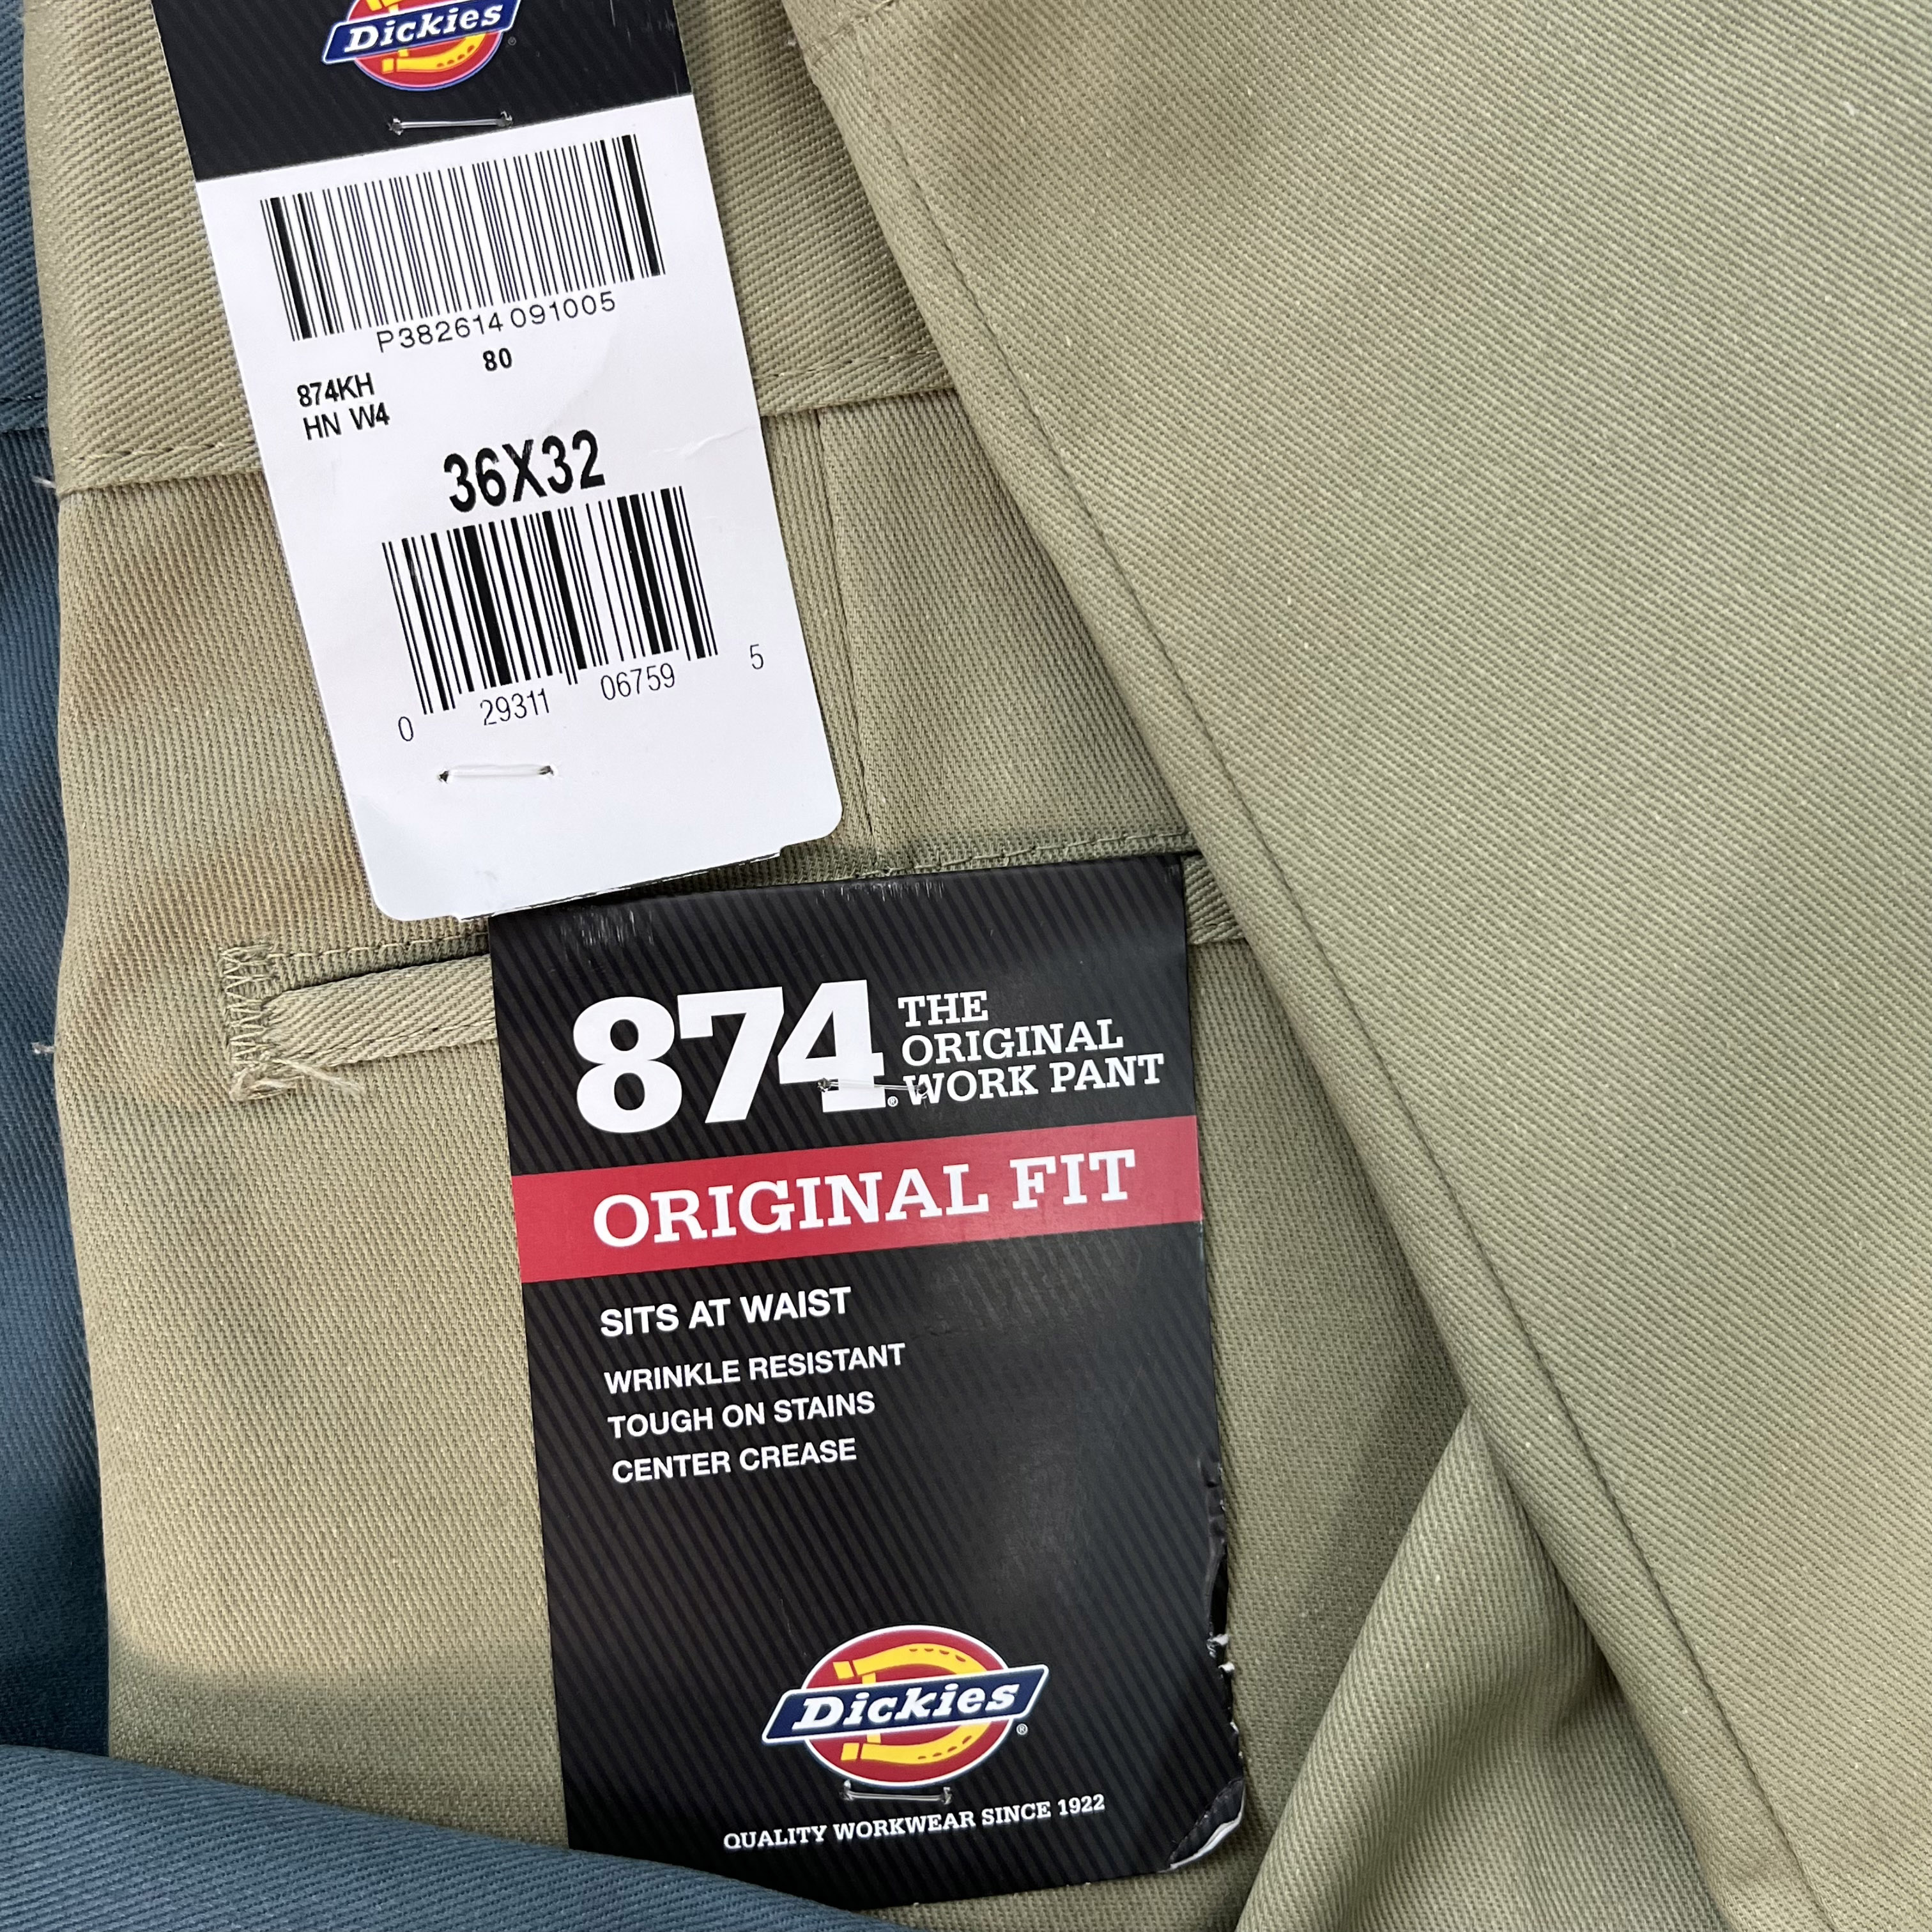 Dickies
P382614 091005
80
874KH
HN W4
36X32
0 29311 06759 5
874® THE
ORIGINAL
WORK PANT
ORIGINAL FIT
SITS AT WAIST
WRINKLE RESISTANT
TOUGH ON STAINS
CENTER CREASE
Dickies®
QUALITY WORKWEAR SINCE 1922